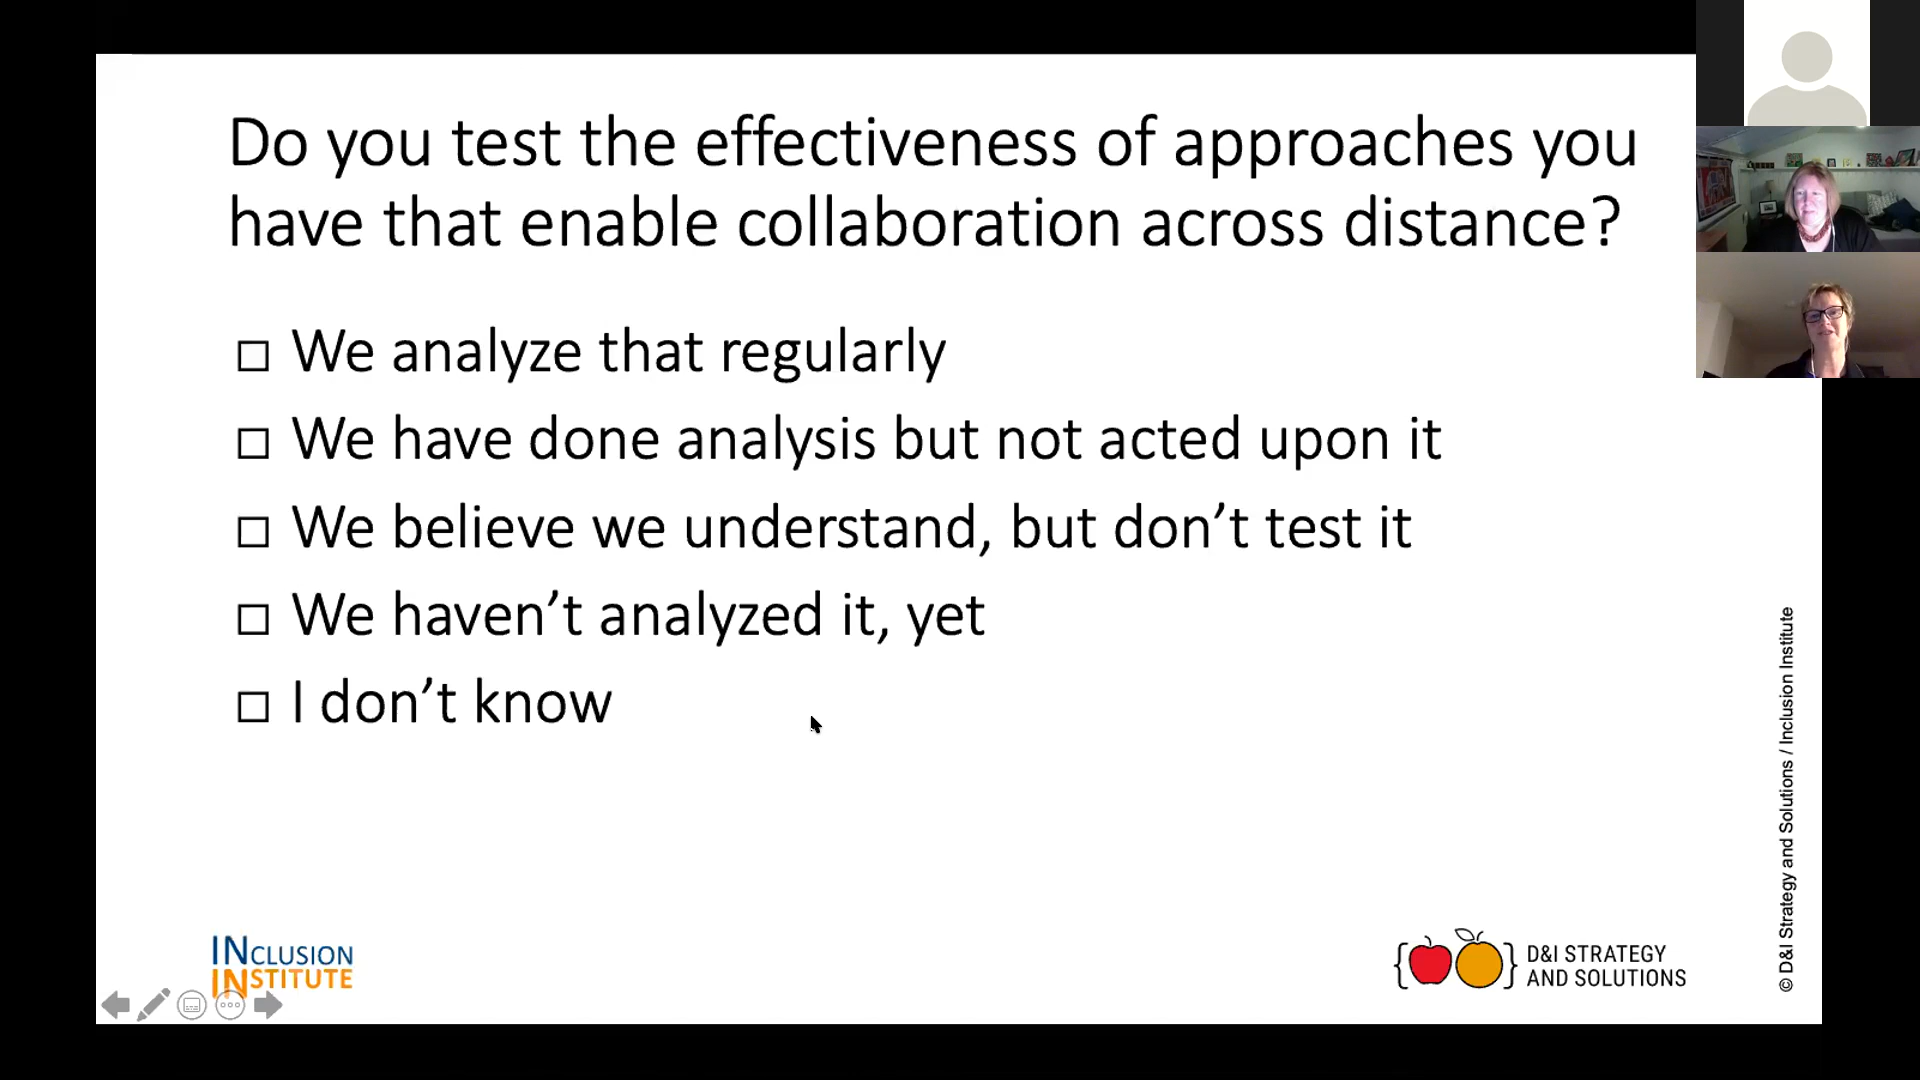 Do you test the effectiveness of approaches you
have that enable collaboration across distance?
We analyze that regularly
We have done analysis but not acted upon it
We believe we understand, but don’t test it
We haven’t analyzed it, yet
I don’t know
INCLUSION
INSTITUTE
D&I STRATEGY
AND SOLUTIONS
© D&I Strategy and Solutions / Inclusion Institute